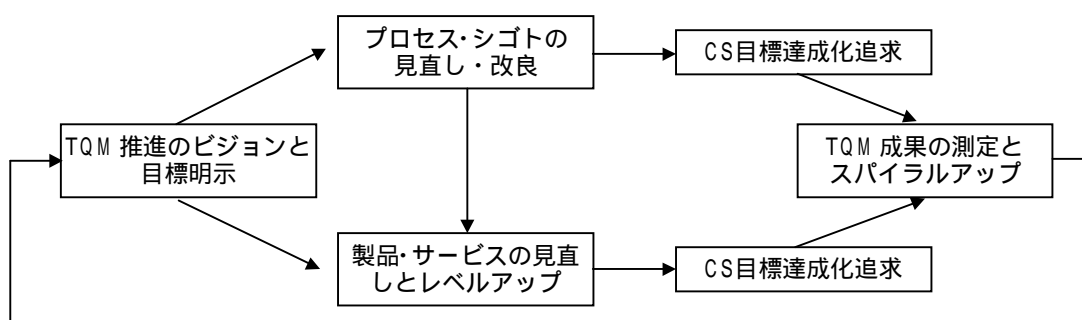 プロセス・シゴトの
見直し・改良
CS目標達成化追求
TQM 推進のビジョンと
目標明示
TQM 成果の測定と
スパイラルアップ
製品・サービスの見直
しとレベルアップ
CS目標達成化追求